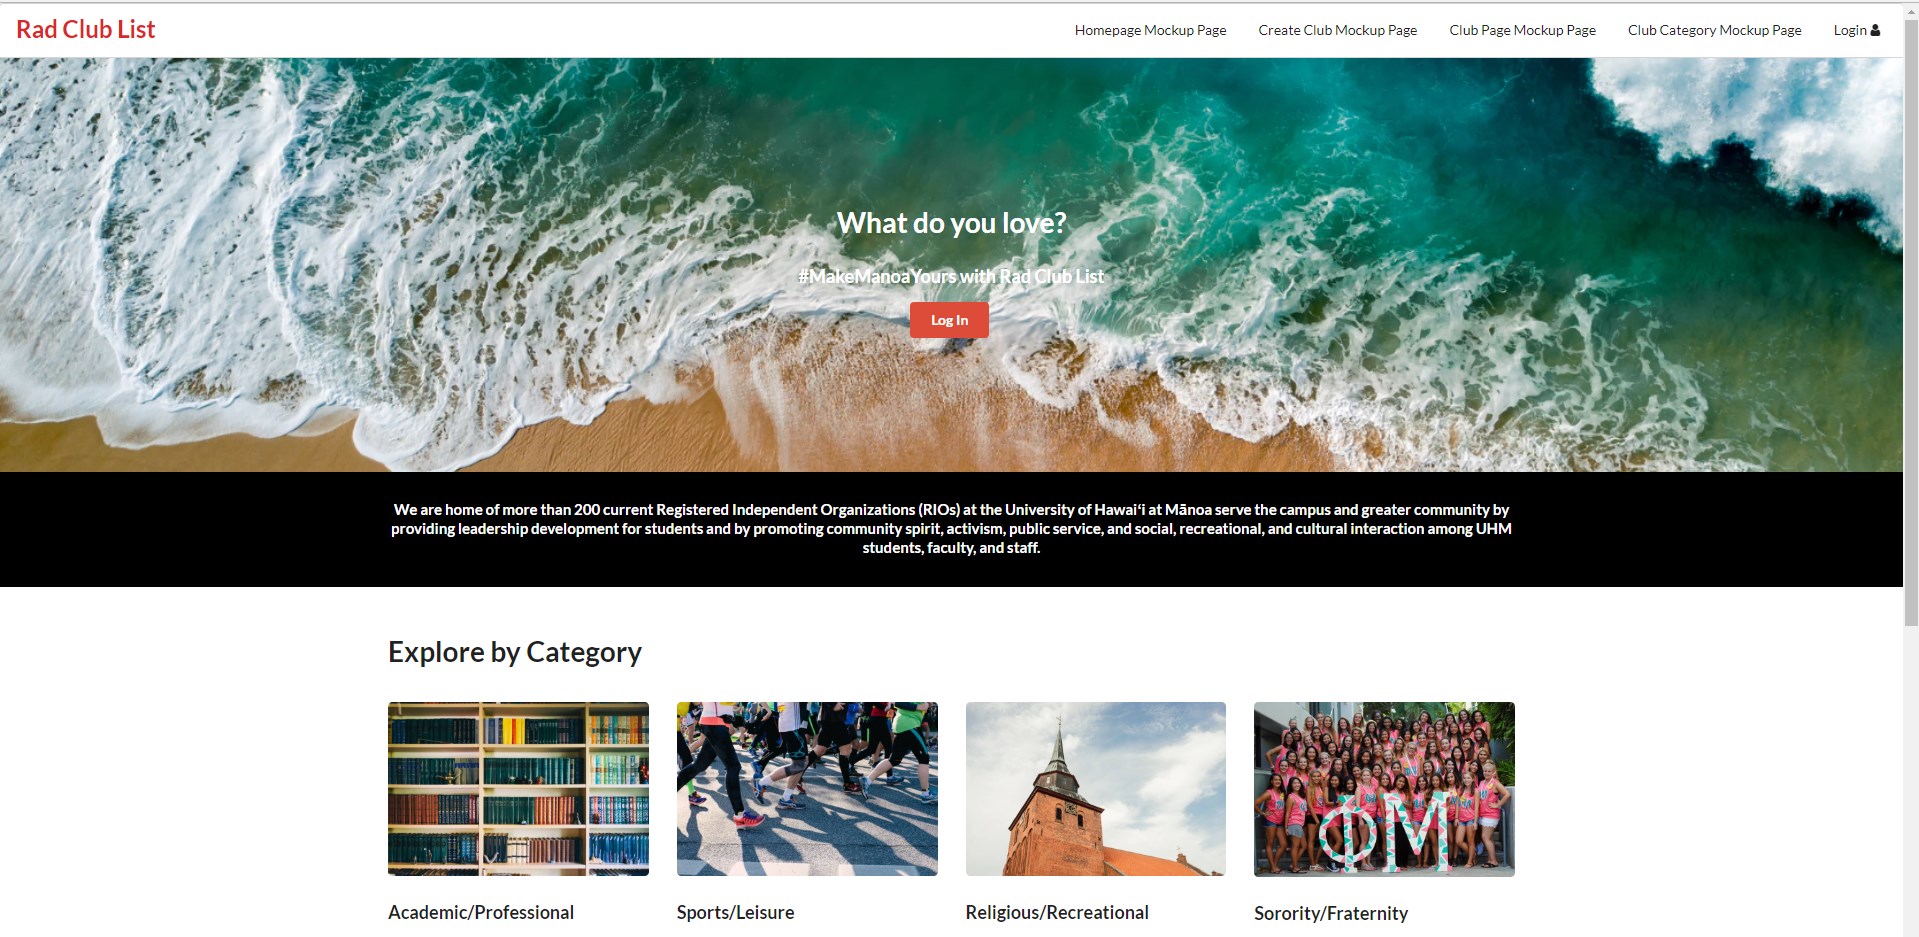 Rad Club List
Homepage Mockup Page
Create Club Mockup Page
Club Page Mockup Page
Club Category Mockup Page
Login
What do you love?
#MakeManoaYours with Rad Club List
Log In
We are home of more than 200 current Registered Independent Organizations (RIOs) at the University of Hawaiʻi at Mānoa serve the campus and greater community by
providing leadership development for students and by promoting community spirit, activism, public service, and social, recreational, and cultural interaction among UHM
students, faculty, and staff.
Explore by Category
ΦM
Academic/Professional
Sports/Leisure
Religious/Recreational
Sorority/Fraternity